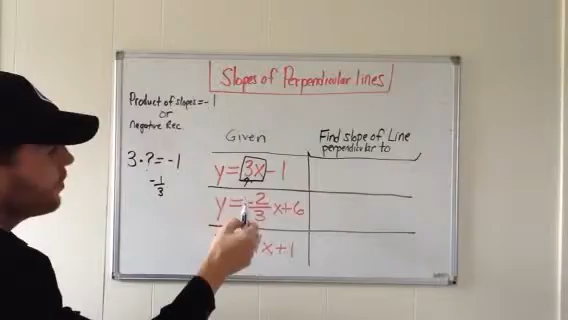 Slopes of Perpendicular lines
Product of slopes = -1
or
negative Rec.
3 · ? = -1
-1/3
Given
Find slope of Line
perpendicular to
y = 3x - 1
y = -2/3 x + 6
x + 1